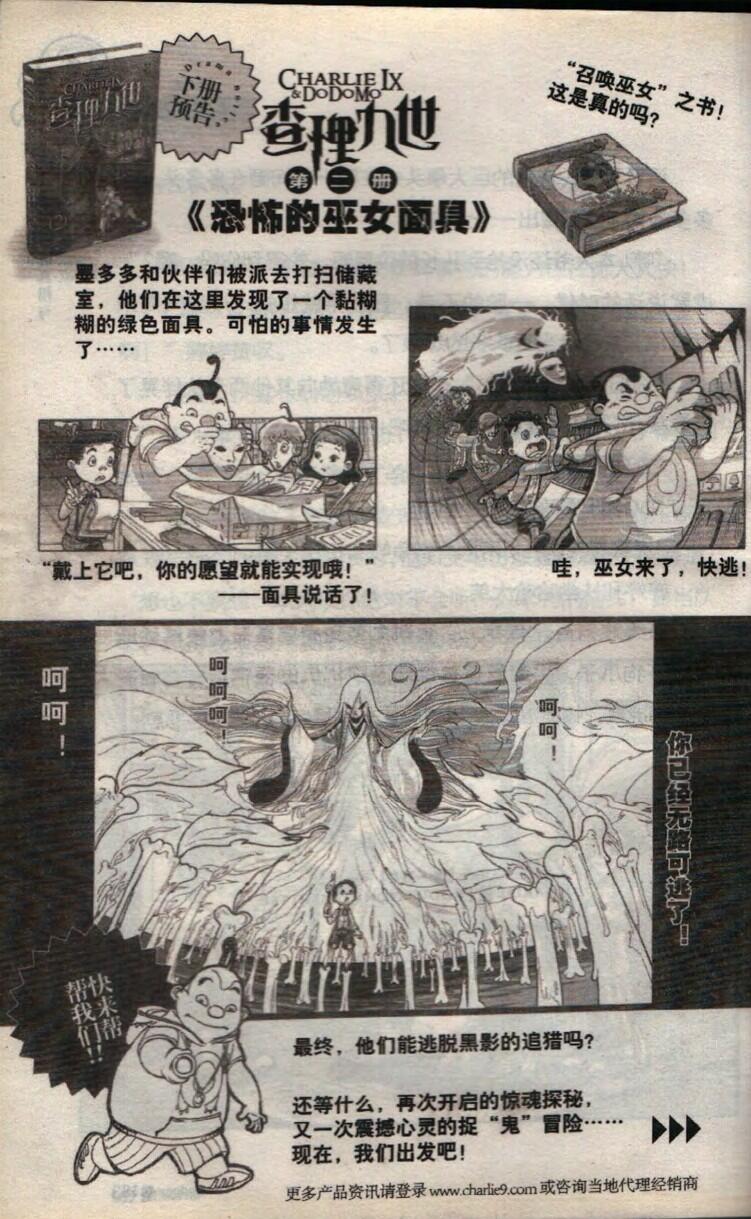 CHARLIE IX
查理九世
Drama
下册
预告
CHARLIE IX
& DODOMO
查理九世
第二册
《恐怖的巫女面具》
“召唤巫女”之书！
这是真的吗？
墨多多和伙伴们被派去打扫储藏
室，他们在这里发现了一个黏糊
糊的绿色面具。可怕的事情发生
了……
“戴上它吧，你的愿望就能实现哦！”
——面具说话了！
哇，巫女来了，快逃！
呵呵！
呵呵呵！
呵呵！
你已经无路可逃了！
快来帮
帮我们！！
最终，他们能逃脱黑影的追猎吗？
还等什么，再次开启的惊魂探秘，
又一次震撼心灵的捉“鬼”冒险……
现在，我们出发吧！
更多产品资讯请登录 www.charlie9.com 或咨询当地代理经销商